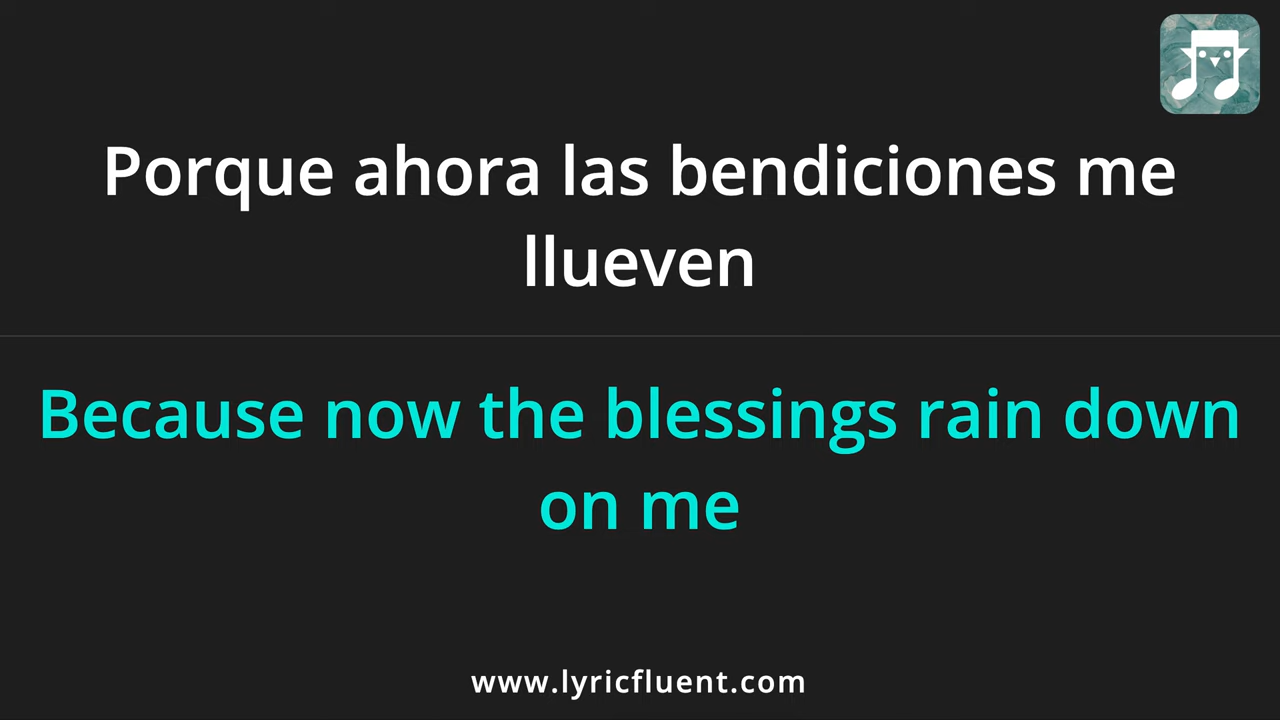 Porque ahora las bendiciones me
llueven
Because now the blessings rain down
on me
www.lyricfluent.com